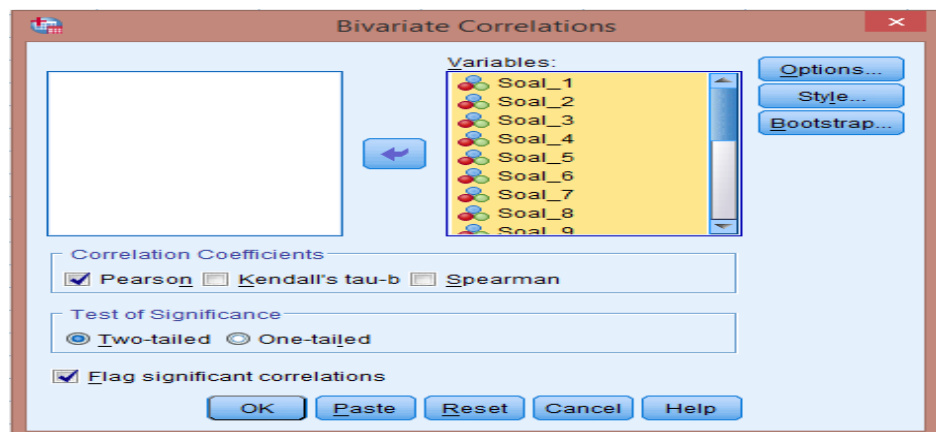 Bivariate Correlations
Variables:
Soal_1
Soal_2
Soal_3
Soal_4
Soal_5
Soal_6
Soal_7
Soal_8
Soal_9
Options...
Style...
Bootstrap...
Correlation Coefficients
Pearson Kendall's tau-b Spearman
Test of Significance
Two-tailed One-tailed
Flag significant correlations
OK Paste Reset Cancel Help